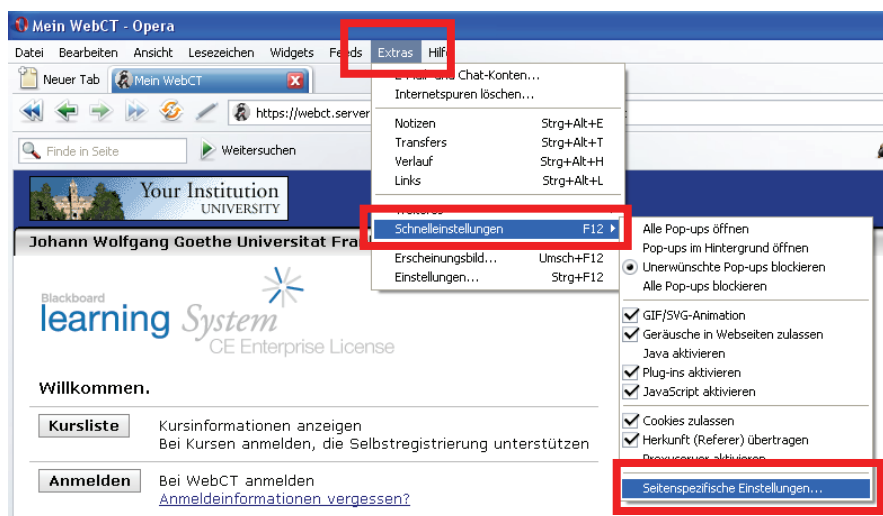 Mein WebCT - Opera
Datei Bearbeiten Ansicht Lesezeichen Widgets Feeds Extras Hilfe
Neuer Tab Mein WebCT
E-Mail- und Chat-Konten...
Internetspuren löschen...
https://webct.server
Notizen Strg+Alt+E
Transfers Strg+Alt+T
Verlauf Strg+Alt+H
Links Strg+Alt+L
Finde in Seite Weitersuchen
Weiteres
Schnelleinstellungen F12
Erscheinungsbild... Umsch+F12
Einstellungen... Strg+F12
Your Institution
UNIVERSITY
Johann Wolfgang Goethe Universitat Fra
Alle Pop-ups öffnen
Pop-ups im Hintergrund öffnen
Unerwünschte Pop-ups blockieren
Alle Pop-ups blockieren
GIF/SVG-Animation
Geräusche in Webseiten zulassen
Java aktivieren
Plug-ins aktivieren
JavaScript aktivieren
Cookies zulassen
Herkunft (Referer) übertragen
Proxyserver aktivieren
Seitenspezifische Einstellungen...
Blackboard
learning System
CE Enterprise License
Willkommen.
Kursliste Kursinformationen anzeigen
Bei Kursen anmelden, die Selbstregistrierung unterstützen
Anmelden Bei WebCT anmelden
Anmeldeinformationen vergessen?